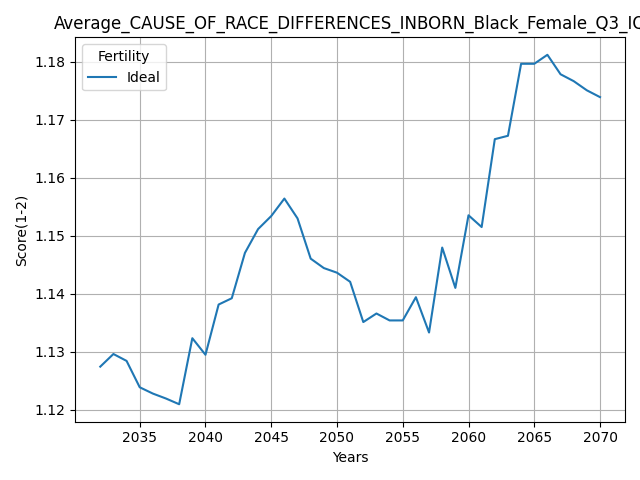 Average_CAUSE_OF_RACE_DIFFERENCES_INBORN_Black_Female_Q3_IC
Fertility
Ideal
1.18
1.17
1.16
1.15
1.14
1.13
1.12
Score(1-2)
2035 2040 2045 2050 2055 2060 2065 2070
Years